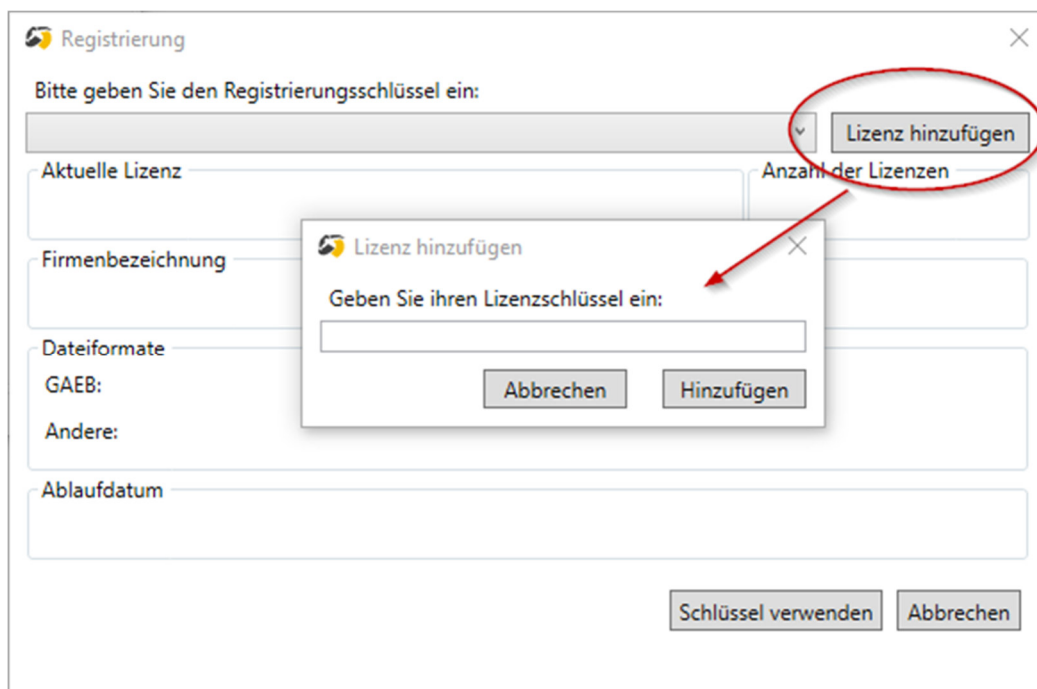 Registrierung
Bitte geben Sie den Registrierungsschlüssel ein:
Lizenz hinzufügen
Aktuelle Lizenz
Anzahl der Lizenzen
Lizenz hinzufügen
Firmenbezeichnung
Geben Sie ihren Lizenzschlüssel ein:
Dateiformate
GAEB:
Abbrechen Hinzufügen
Andere:
Ablaufdatum
Schlüssel verwenden Abbrechen